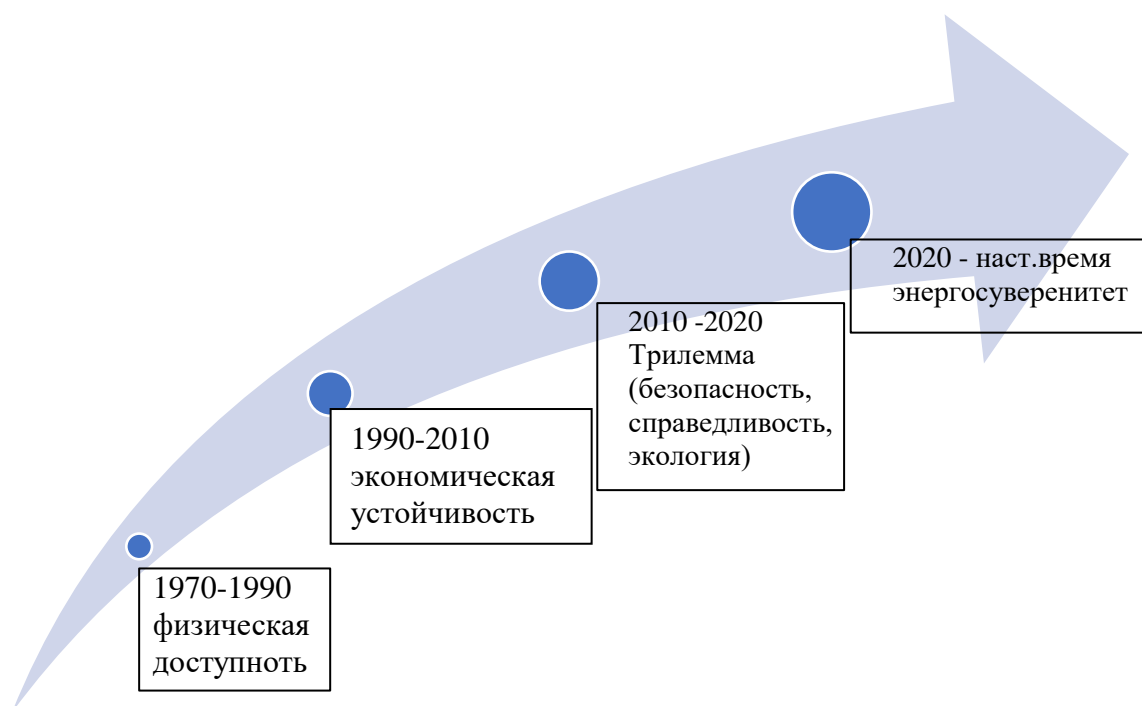 2020 - наст.время
энергосуверенитет
2010 -2020
Трилемма
(безопасность,
справедливость,
экология)
1990-2010
экономическая
устойчивость
1970-1990
физическая
доступноть